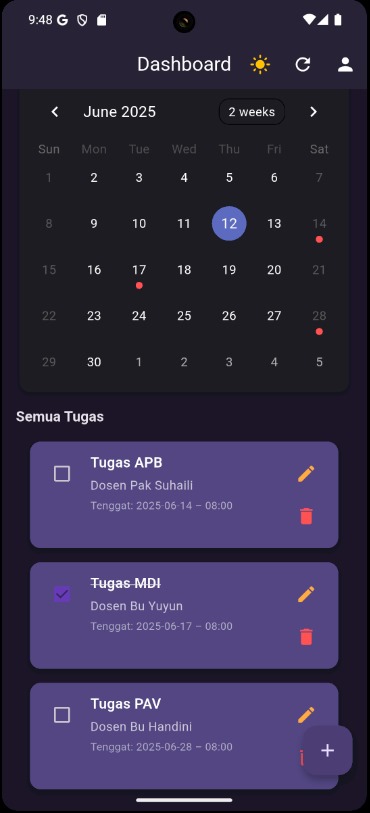 9:48
Dashboard
June 2025 2 weeks
Sun Mon Tue Wed Thu Fri Sat
1 2 3 4 5 6 7
8 9 10 11 12 13 14
15 16 17 18 19 20 21
22 23 24 25 26 27 28
29 30 1 2 3 4 5
Semua Tugas
Tugas APB
Dosen Pak Suhaili
Tenggat: 2025-06-14 – 08:00
Tugas MDI
Dosen Bu Yuyun
Tenggat: 2025-06-17 – 08:00
Tugas PAV
Dosen Bu Handini
Tenggat: 2025-06-28 – 08:00